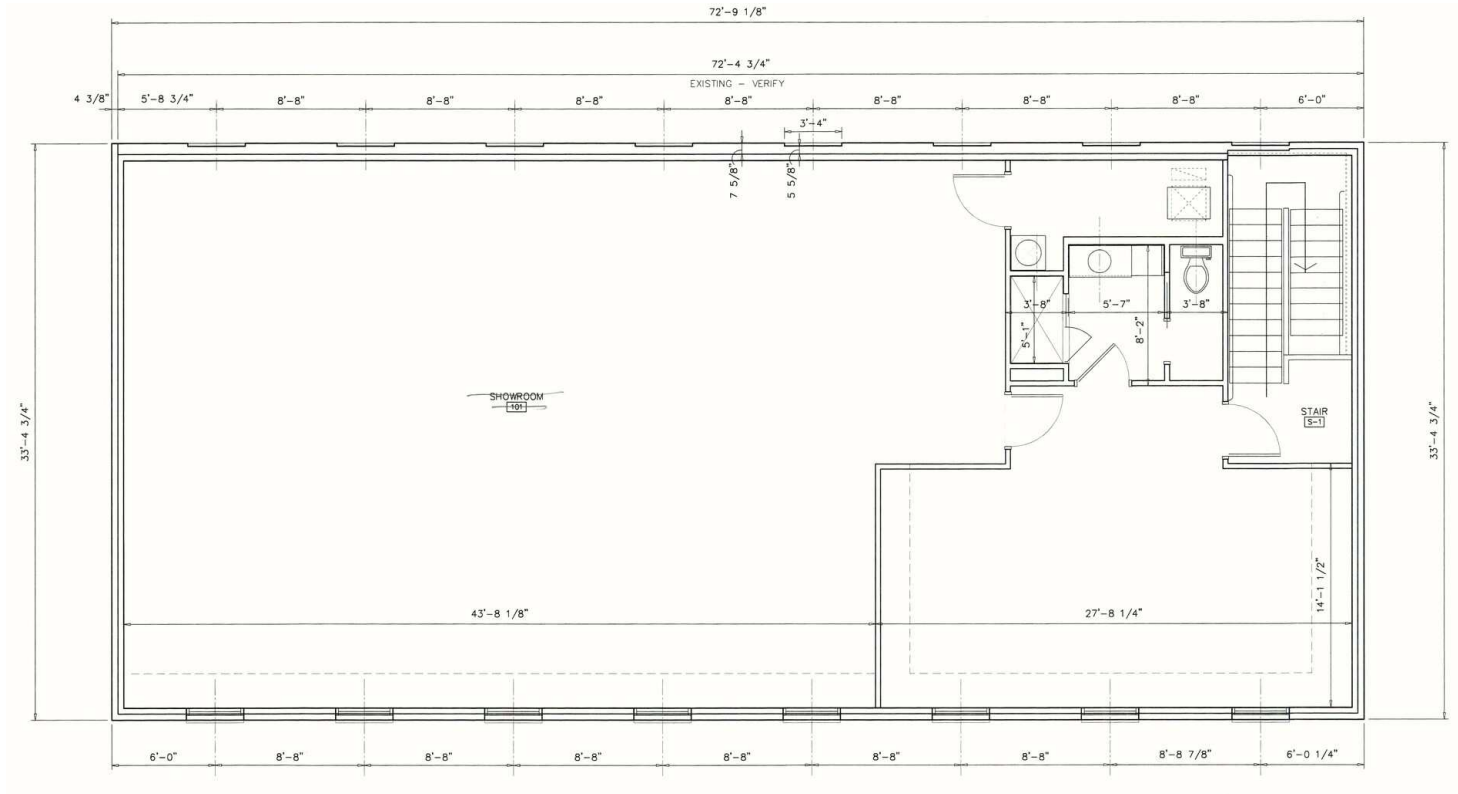 72'-9 1/8"
72'-4 3/4"
EXISTING – VERIFY
4 3/8" 5'-8 3/4" 8'-8" 8'-8" 8'-8" 8'-8" 8'-8" 8'-8" 8'-8" 6'-0"
3'-4"
7 5/8" 5 5/8"
3'-8" 5'-7" 3'-8"
5'-1" 8'-2"
33'-4 3/4" 33'-4 3/4"
SHOWROOM
101
STAIR
S-1
14'-1 1/2"
43'-8 1/8" 27'-8 1/4"
6'-0" 8'-8" 8'-8" 8'-8" 8'-8" 8'-8" 8'-8" 8'-8 7/8" 6'-0 1/4"